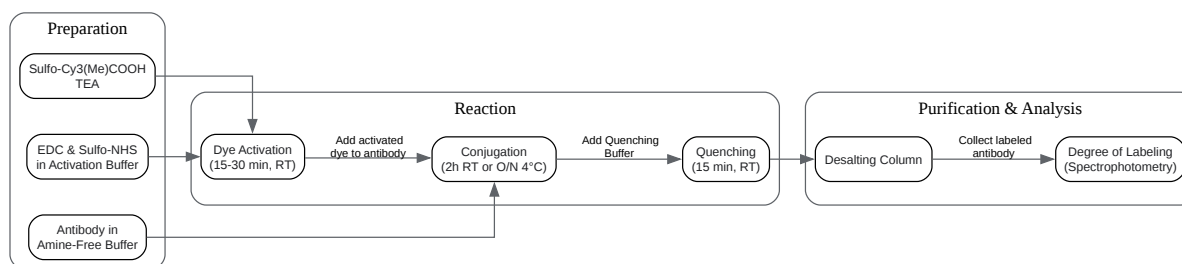 Preparation
Sulfo-Cy3(Me)COOH
TEA
EDC & Sulfo-NHS
in Activation Buffer
Antibody in
Amine-Free Buffer
Reaction
Dye Activation
(15-30 min, RT)
Add activated
dye to antibody
Conjugation
(2h RT or O/N 4°C)
Add Quenching
Buffer
Quenching
(15 min, RT)
Purification & Analysis
Desalting Column
Collect labeled
antibody
Degree of Labeling
(Spectrophotometry)